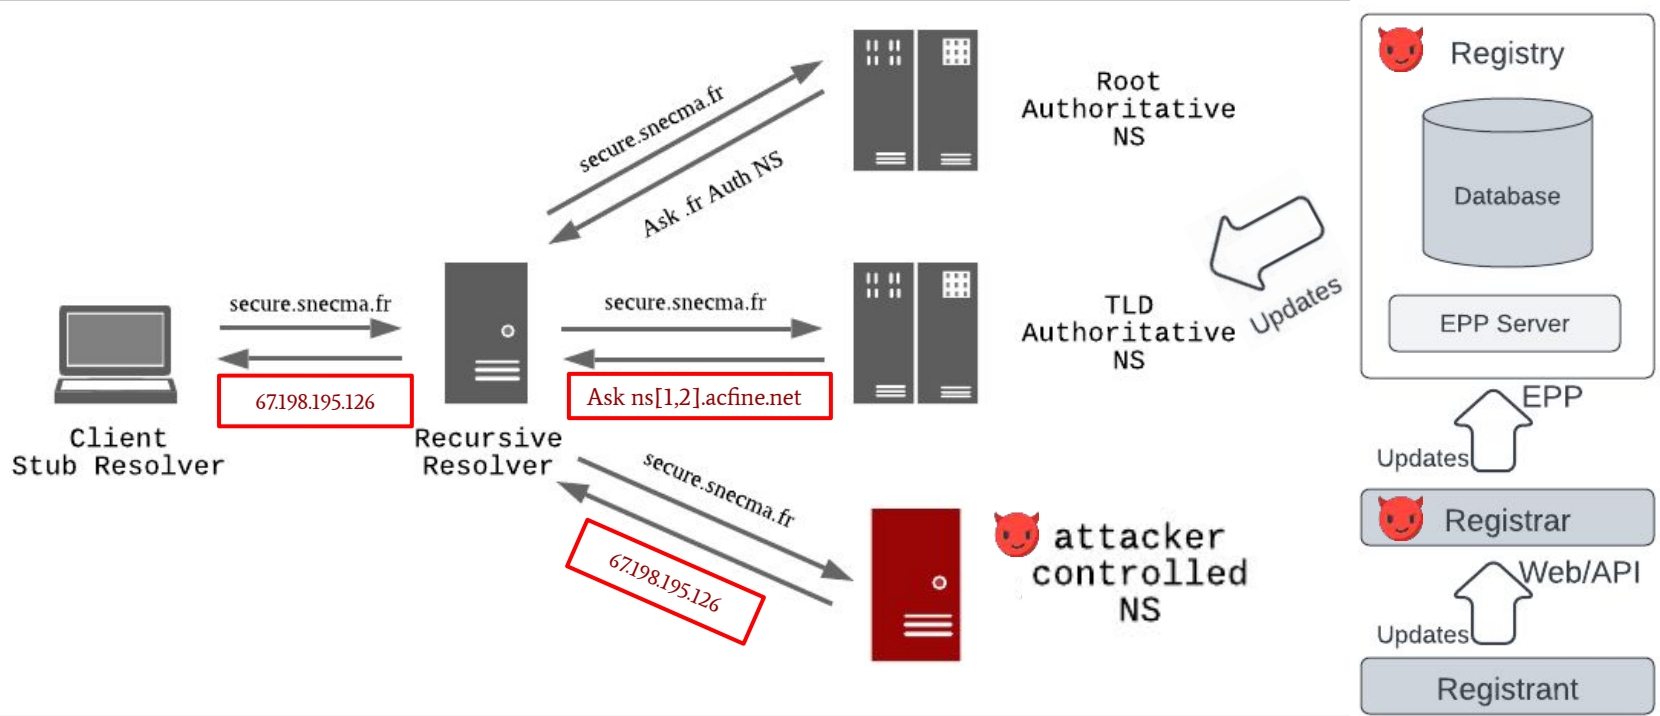 secure.snecma.fr
Ask .fr Auth NS
Root
Authoritative
NS
secure.snecma.fr
67.198.195.126
Client
Stub Resolver
Recursive
Resolver
secure.snecma.fr
Ask ns[1,2].acfine.net
TLD
Authoritative
NS
secure.snecma.fr
67.198.195.126
attacker
controlled
NS
Updates
Registry
Database
EPP Server
EPP
Updates
Registrar
Web/API
Updates
Registrant